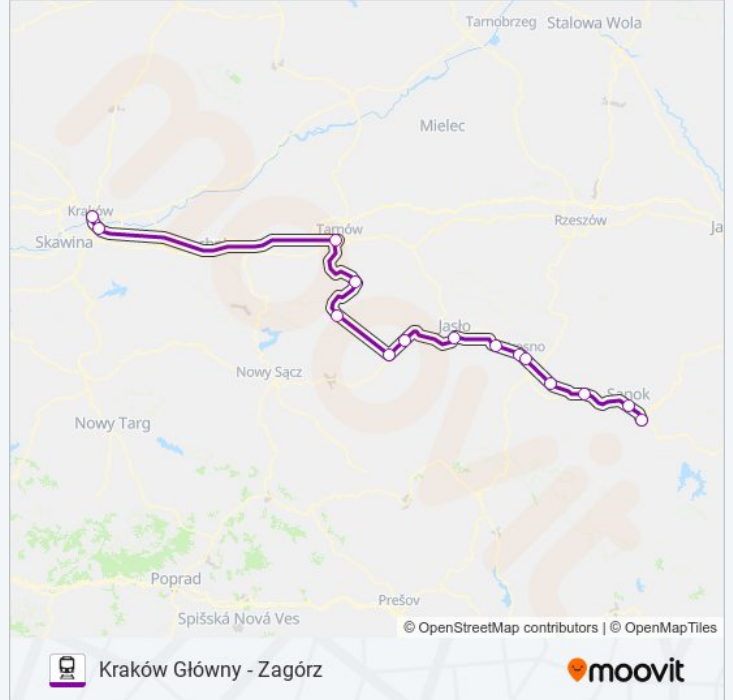 Tarnobrzeg
Stalowa Wola
Mielec
Kraków
Rzeszów
Tarnów
Ja
Skawina
Jasło
Nowy Sącz
Sanok
Nowy Targ
Poprad
Prešov
Spišská Nová Ves
© OpenStreetMap contributors | © OpenMapTiles
Kraków Główny - Zagórz
moovit
moovit